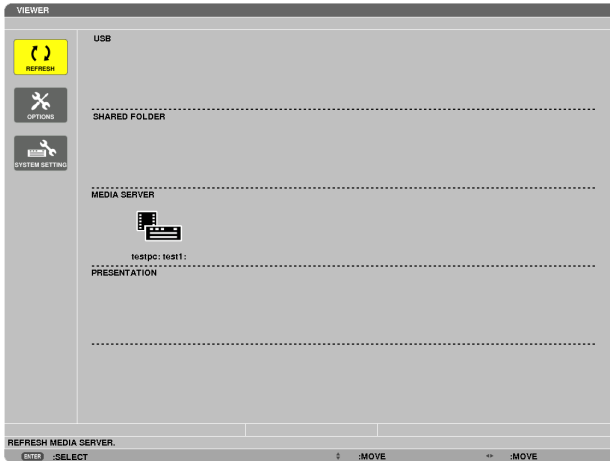 VIEWER
USB
REFRESH
OPTIONS
SHARED FOLDER
SYSTEM SETTING
MEDIA SERVER
testpc: test1:
PRESENTATION
REFRESH MEDIA SERVER.
ENTER :SELECT :MOVE :MOVE